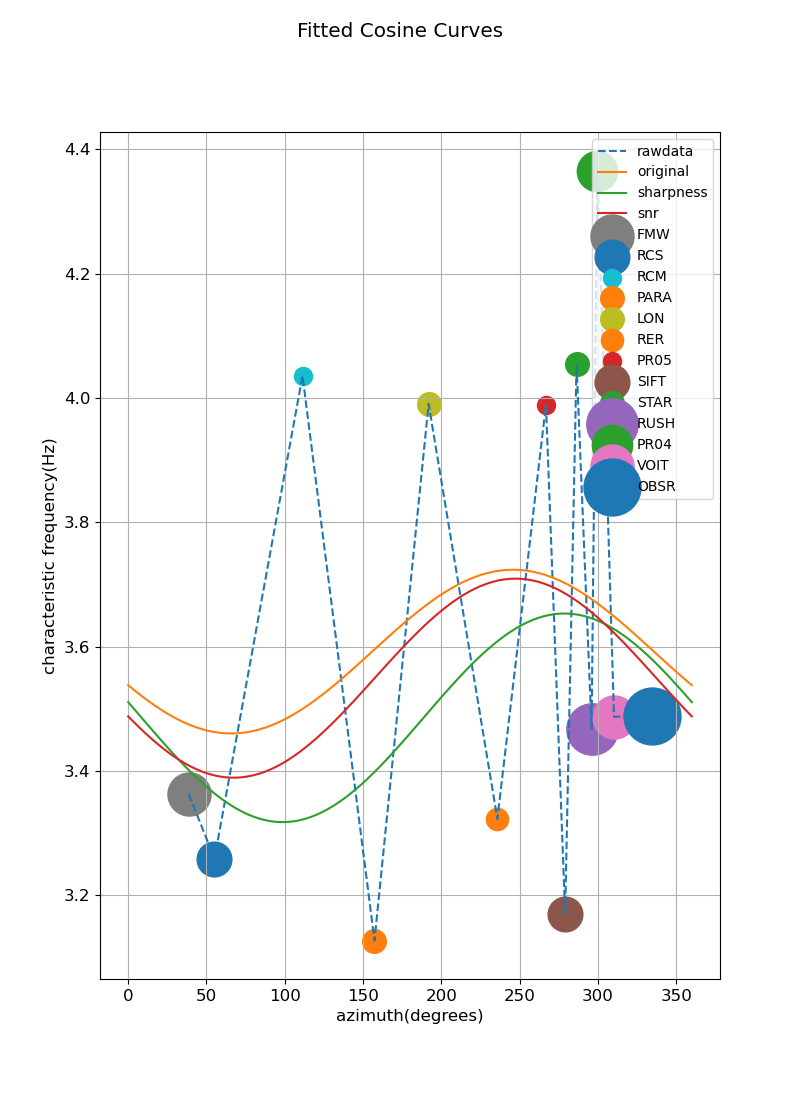 Fitted Cosine Curves
4.4
4.2
4.0
3.8
3.6
3.4
3.2
characteristic frequency(Hz)
rawdata
original
sharpness
snr
FMW
RCS
RCM
PARA
LON
RER
PR05
SIFT
STAR
RUSH
PR04
VOIT
OBSR
0 50 100 150 200 250 300 350
azimuth(degrees)